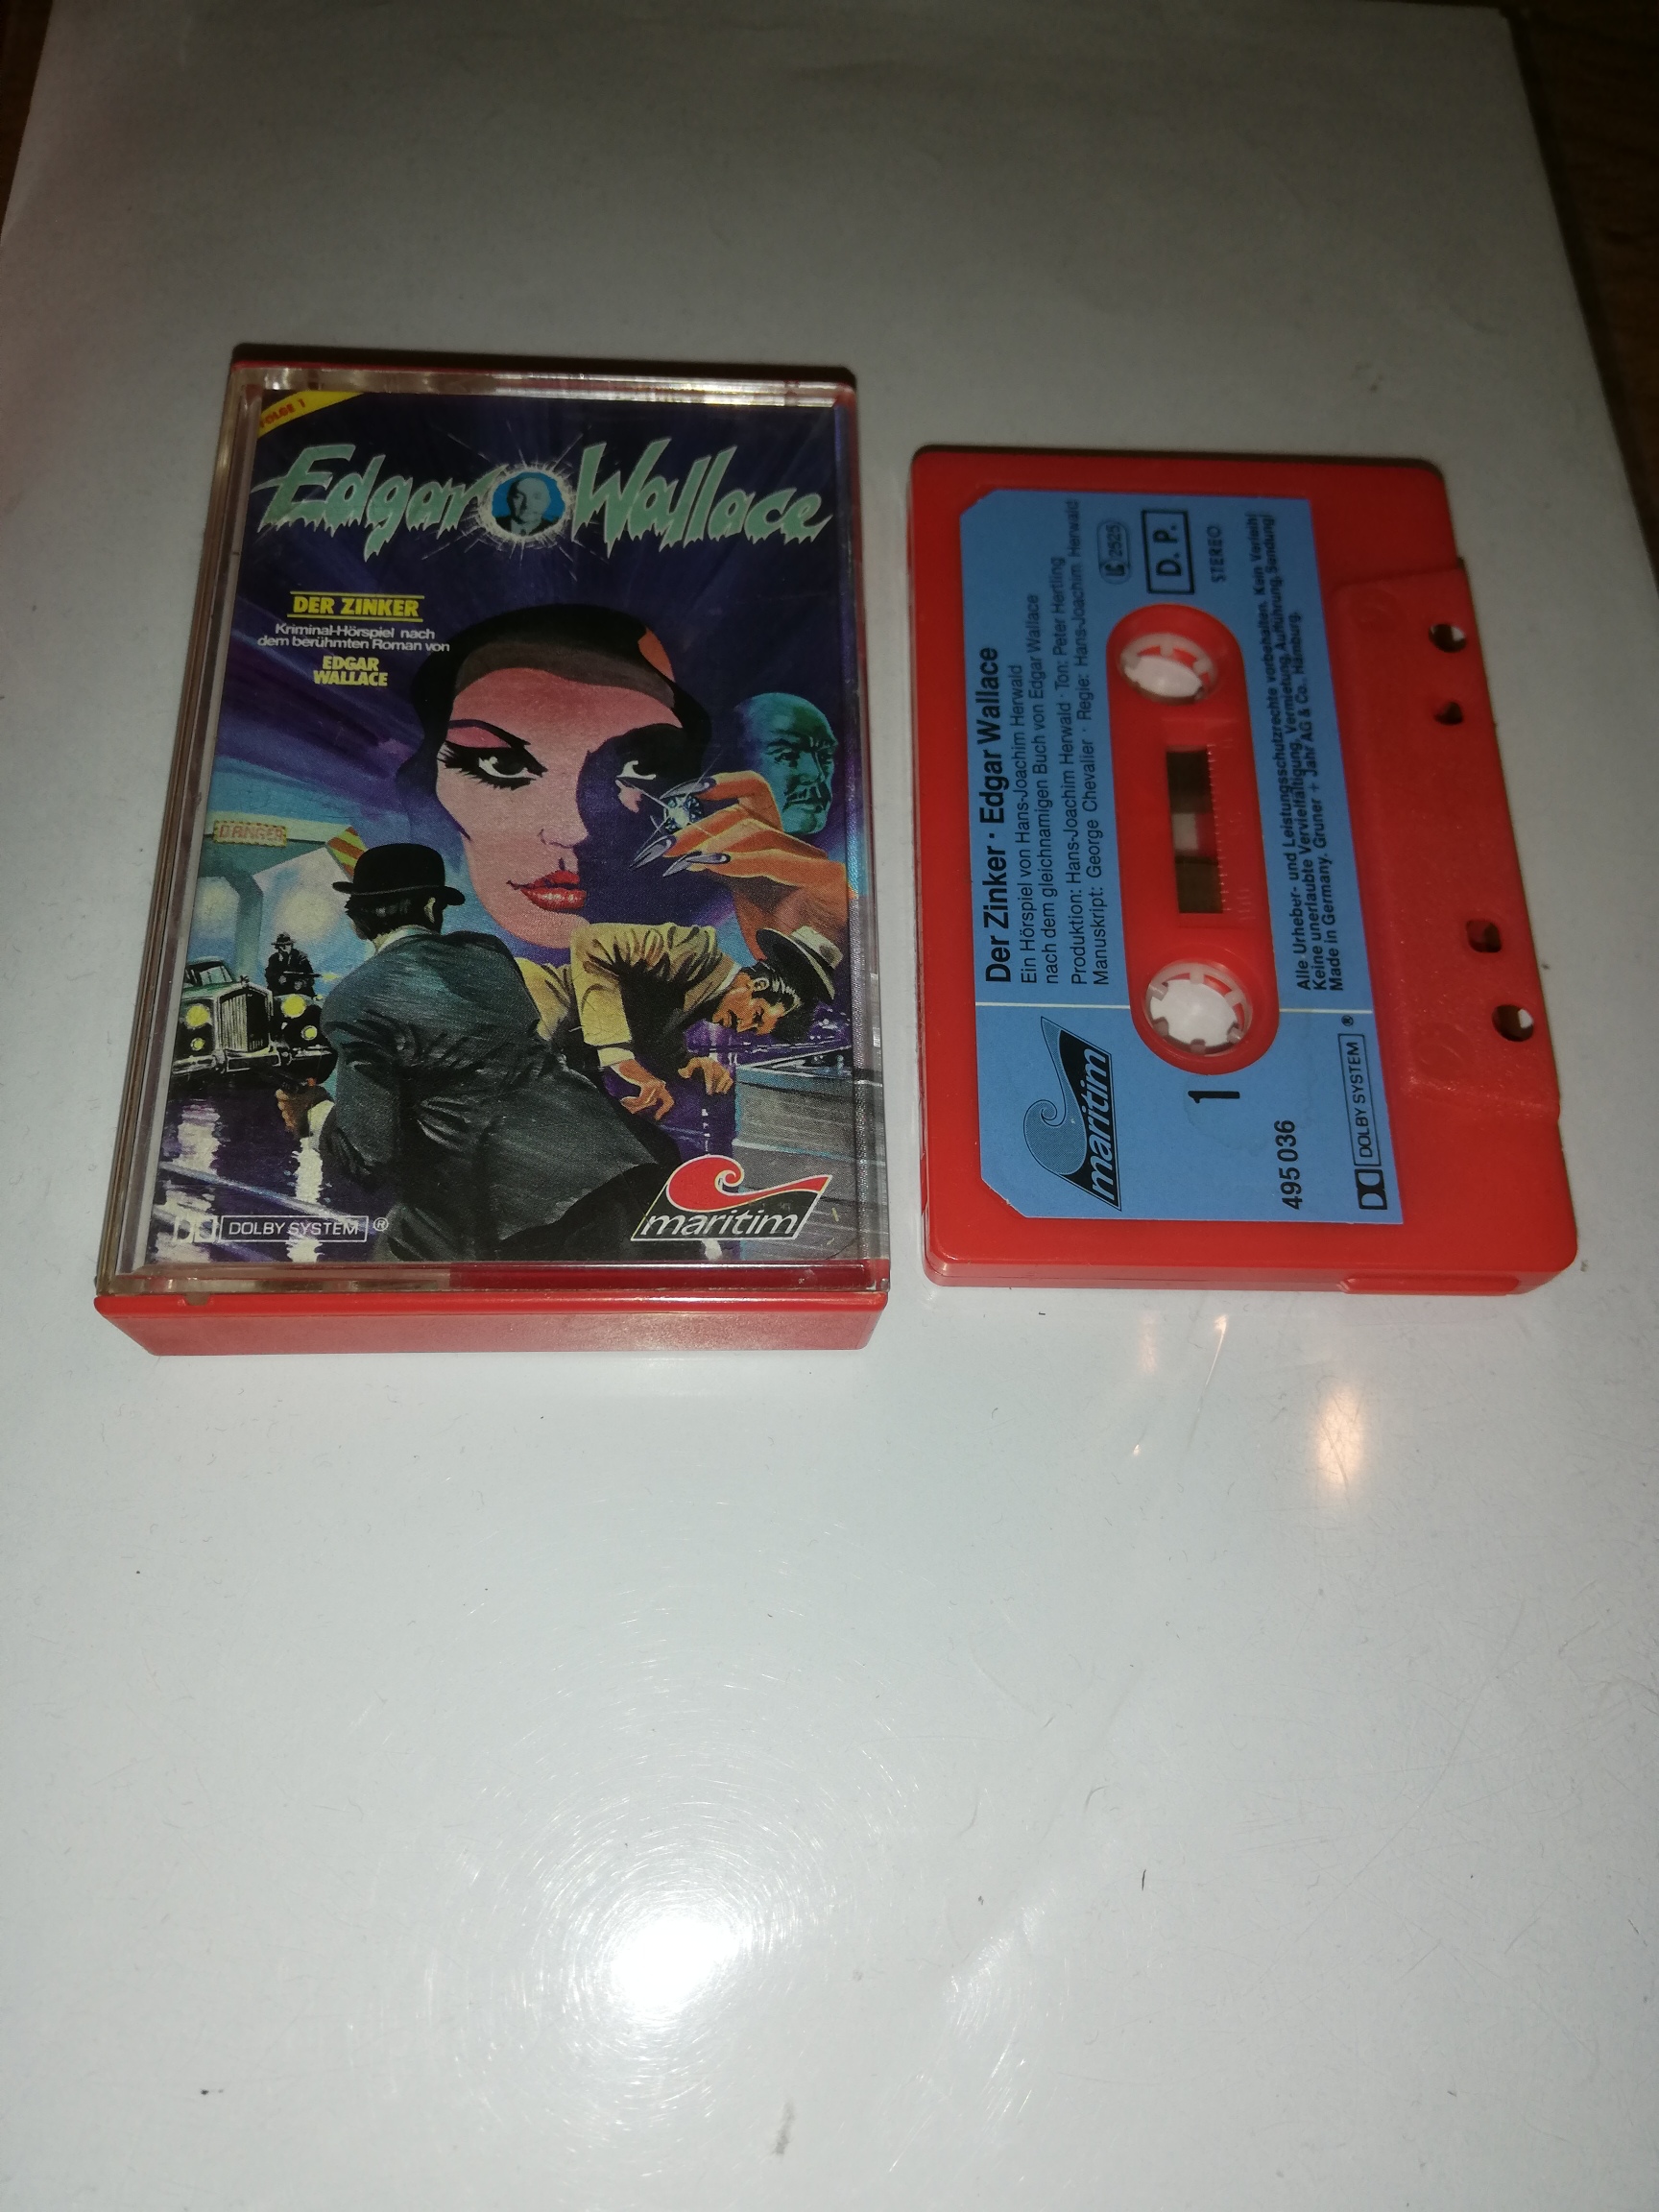 FOLGE 1
Edgar Wallace
DER ZINKER
Kriminal-Hörspiel nach
dem berühmten Roman von
EDGAR
WALLACE
DANGER
DOLBY SYSTEM ®
maritim
Der Zinker · Edgar Wallace
Ein Hörspiel von Hans-Joachim Herwald
nach dem gleichnamigen Buch von Edgar Wallace
Produktion: Hans-Joachim Herwald · Ton: Peter Hertling
Manuskript: George Chevalier · Regie: Hans-Joachim Herwald
LC 2525
D. P.
STEREO
maritim
1
495 036
Alle Urheber- und Leistungsschutzrechte vorbehalten. Kein Verleih!
Keine unerlaubte Vervielfältigung, Vermietung, Aufführung, Sendung!
Made in Germany. Gruner + Jahr AG & Co., Hamburg.
DOLBY SYSTEM ®